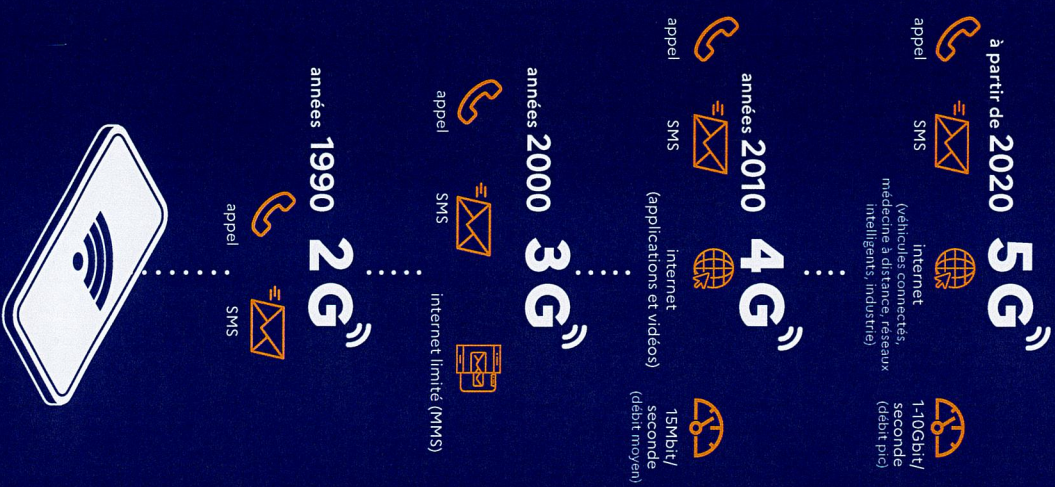 à partir de 2020 5G
appel
SMS
internet
(véhicules connectés,
médecine à distance, réseaux
intelligents, industrie)
1-10Gbit/
seconde
(débit pic)
années 2010 4G
appel
SMS
internet
(applications et vidéos)
15Mbit/
seconde
(débit moyen)
années 2000 3G
appel
SMS
internet limité (MMS)
années 1990 2G
appel
SMS